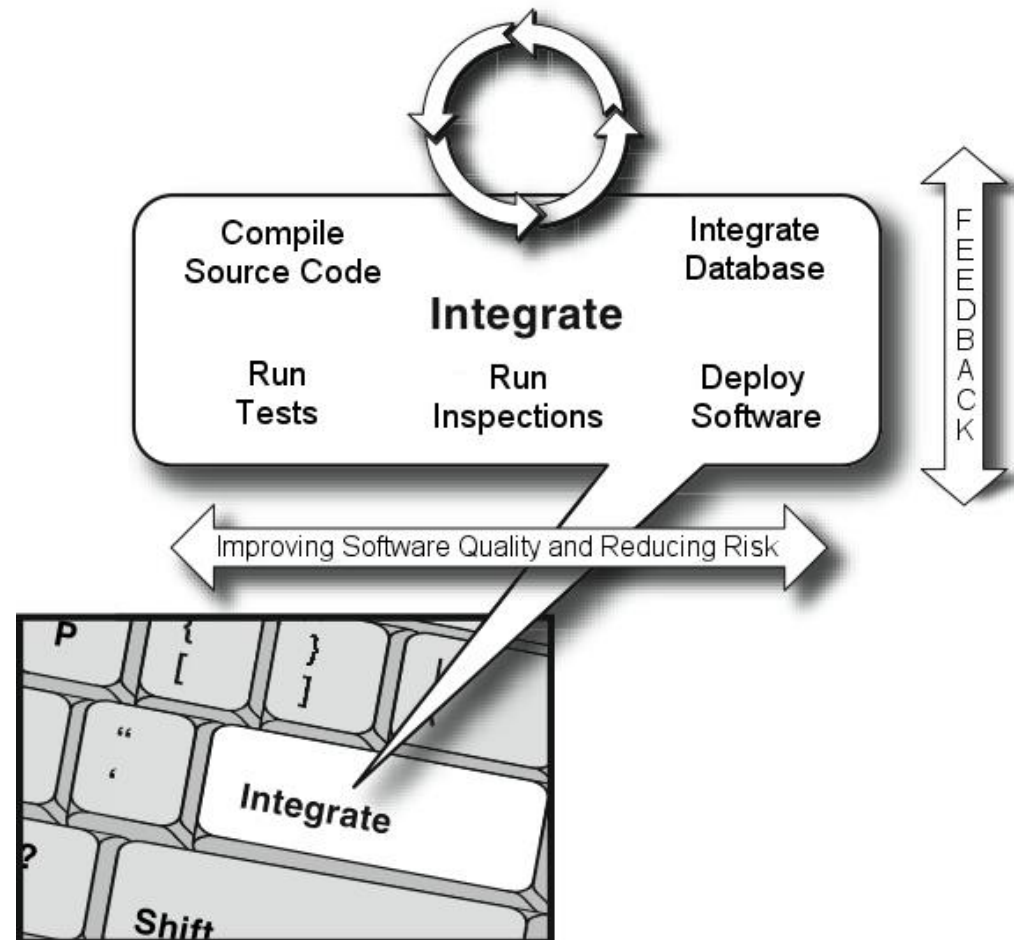 Compile
Source Code
Integrate
Database
Integrate
Run
Tests
Run
Inspections
Deploy
Software
FEEDBACK
Improving Software Quality and Reducing Risk
P
{
[
}
]
“
‘
Integrate
?
Shift